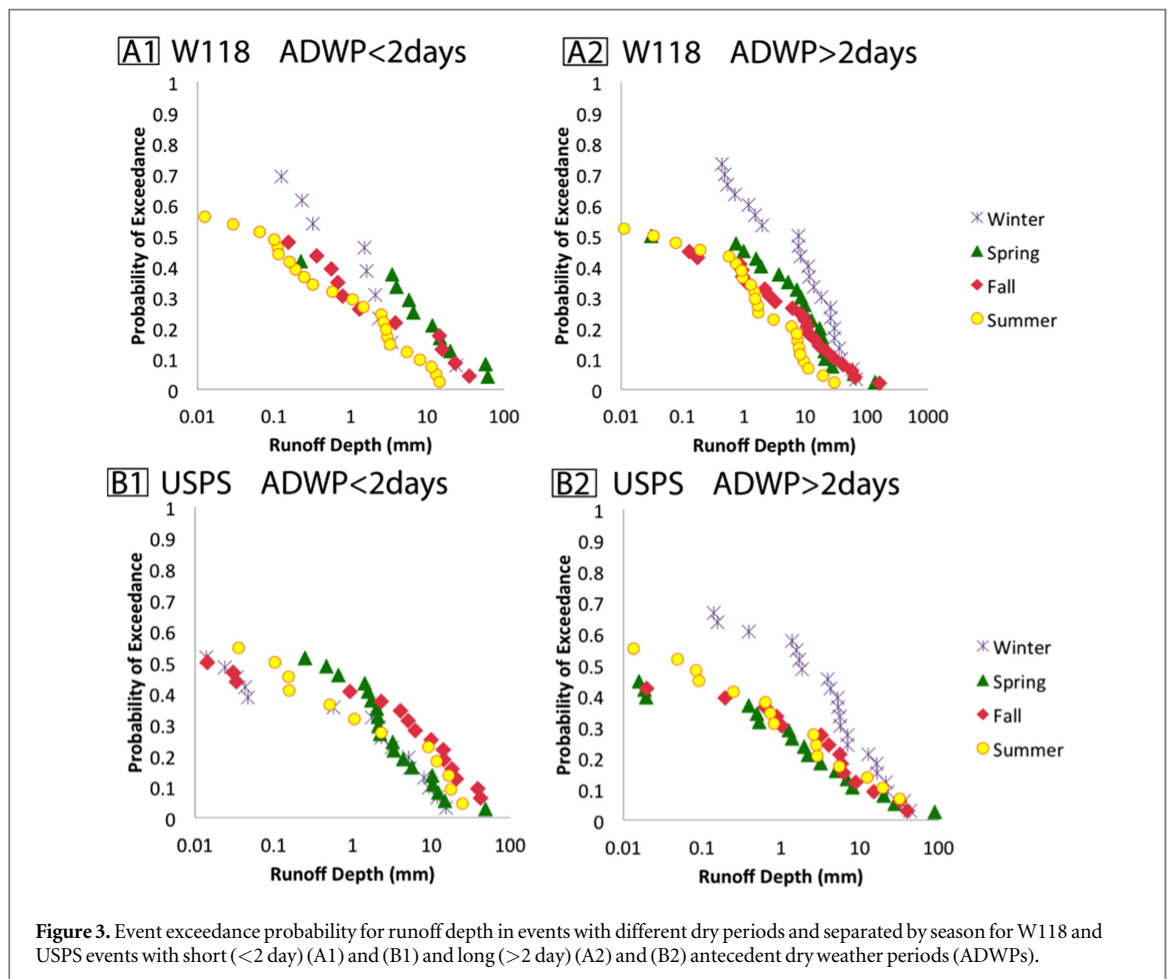 A1 W118 ADWP<2days
1
0.9
0.8
0.7
0.6
0.5
0.4
0.3
0.2
0.1
0
Probability of Exceedance
0.01 0.1 1 10 100
Runoff Depth (mm)
A2 W118 ADWP>2days
1
0.9
0.8
0.7
0.6
0.5
0.4
0.3
0.2
0.1
0
Probability of Exceedance
0.01 0.1 1 10 100 1000
Runoff Depth (mm)
Winter
Spring
Fall
Summer
B1 USPS ADWP<2days
1
0.9
0.8
0.7
0.6
0.5
0.4
0.3
0.2
0.1
0
Probability of Exceedance
0.01 0.1 1 10 100
Runoff Depth (mm)
B2 USPS ADWP>2days
1
0.9
0.8
0.7
0.6
0.5
0.4
0.3
0.2
0.1
0
Probability of Exceedance
0.01 0.1 1 10 100
Runoff Depth (mm)
Winter
Spring
Fall
Summer
Figure 3. Event exceedance probability for runoff depth in events with different dry periods and separated by season for W118 and
USPS events with short (<2 day) (A1) and (B1) and long (>2 day) (A2) and (B2) antecedent dry weather periods (ADWPs).